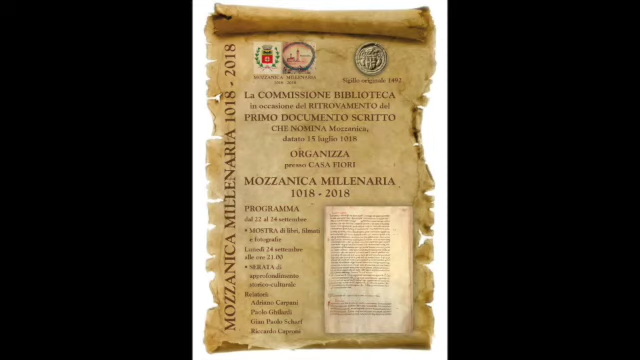 MOZZANICA MILLENARIA 1018 - 2018
MOZZANICA MILLENARIA
1018 - 2018
Sigillo originale 1492
La COMMISSIONE BIBLIOTECA
in occasione del RITROVAMENTO del
PRIMO DOCUMENTO SCRITTO
CHE NOMINA Mozzanica,
datato 15 luglio 1018
ORGANIZZA
presso CASA FIORI
MOZZANICA MILLENARIA
1018 - 2018
PROGRAMMA
dal 22 al 24 settembre
• MOSTRA di libri, filmati
e fotografie
Lunedì 24 settembre
alle ore 21.00
• SERATA di
approfondimento
storico-culturale
Relatori:
Adriano Carpani
Paolo Ghilardi
Gian Paolo Scharf
Riccardo Caproni